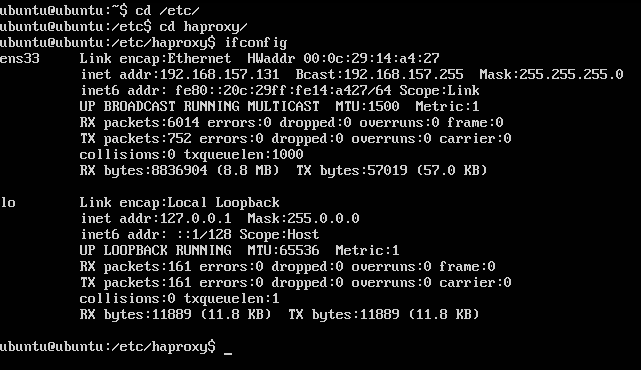 ubuntu@ubuntu:~$ cd /etc/
ubuntu@ubuntu:/etc$ cd haproxy/
ubuntu@ubuntu:/etc/haproxy$ ifconfig
ens33     Link encap:Ethernet  HWaddr 00:0c:29:14:a4:27
          inet addr:192.168.157.131  Bcast:192.168.157.255  Mask:255.255.255.0
          inet6 addr: fe80::20c:29ff:fe14:a427/64 Scope:Link
          UP BROADCAST RUNNING MULTICAST  MTU:1500  Metric:1
          RX packets:6014 errors:0 dropped:0 overruns:0 frame:0
          TX packets:752 errors:0 dropped:0 overruns:0 carrier:0
          collisions:0 txqueuelen:1000
          RX bytes:8836904 (8.8 MB)  TX bytes:57019 (57.0 KB)
lo        Link encap:Local Loopback
          inet addr:127.0.0.1  Mask:255.0.0.0
          inet6 addr: ::1/128 Scope:Host
          UP LOOPBACK RUNNING  MTU:65536  Metric:1
          RX packets:161 errors:0 dropped:0 overruns:0 frame:0
          TX packets:161 errors:0 dropped:0 overruns:0 carrier:0
          collisions:0 txqueuelen:1
          RX bytes:11889 (11.8 KB)  TX bytes:11889 (11.8 KB)
ubuntu@ubuntu:/etc/haproxy$ _